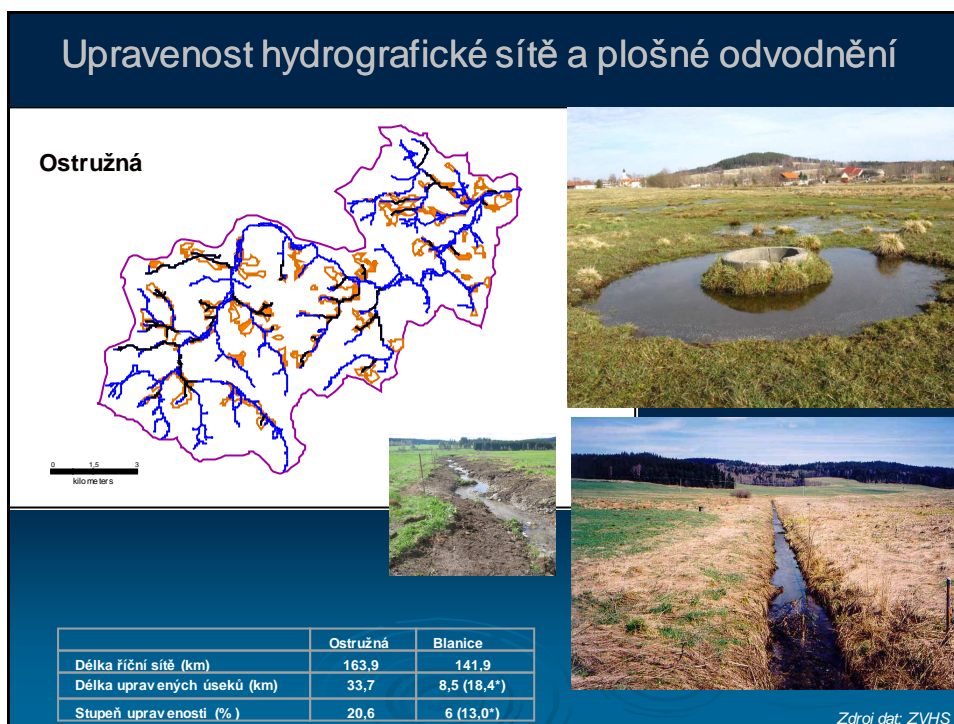 Upravenost hydrografické sítě a plošné odvodnění
Ostružná
0 1,5 3
kilometers
Ostružná Blanice
Délka říční sítě (km) 163,9 141,9
Délka upravených úseků (km) 33,7 8,5 (18,4*)
Stupeň upravenosti (%) 20,6 6 (13,0*)
Zdroj dat: ZVHS